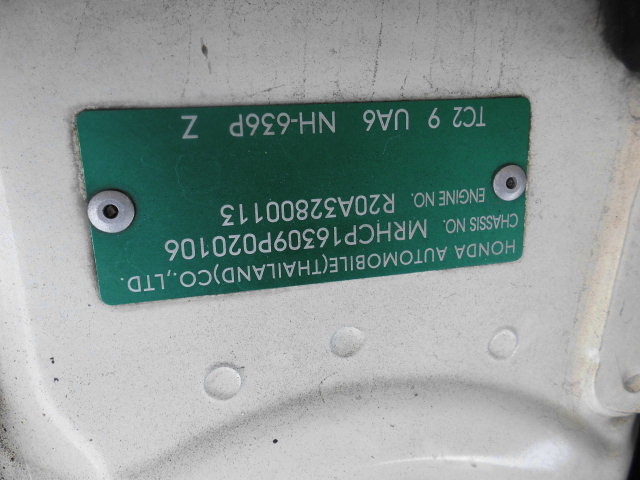 HONDA AUTOMOBILE(THAILAND)CO.,LTD.
CHASSIS NO. MRHCP16309P020106
ENGINE NO. R20A32800113
TC2 9 UA6 NH-636P Z